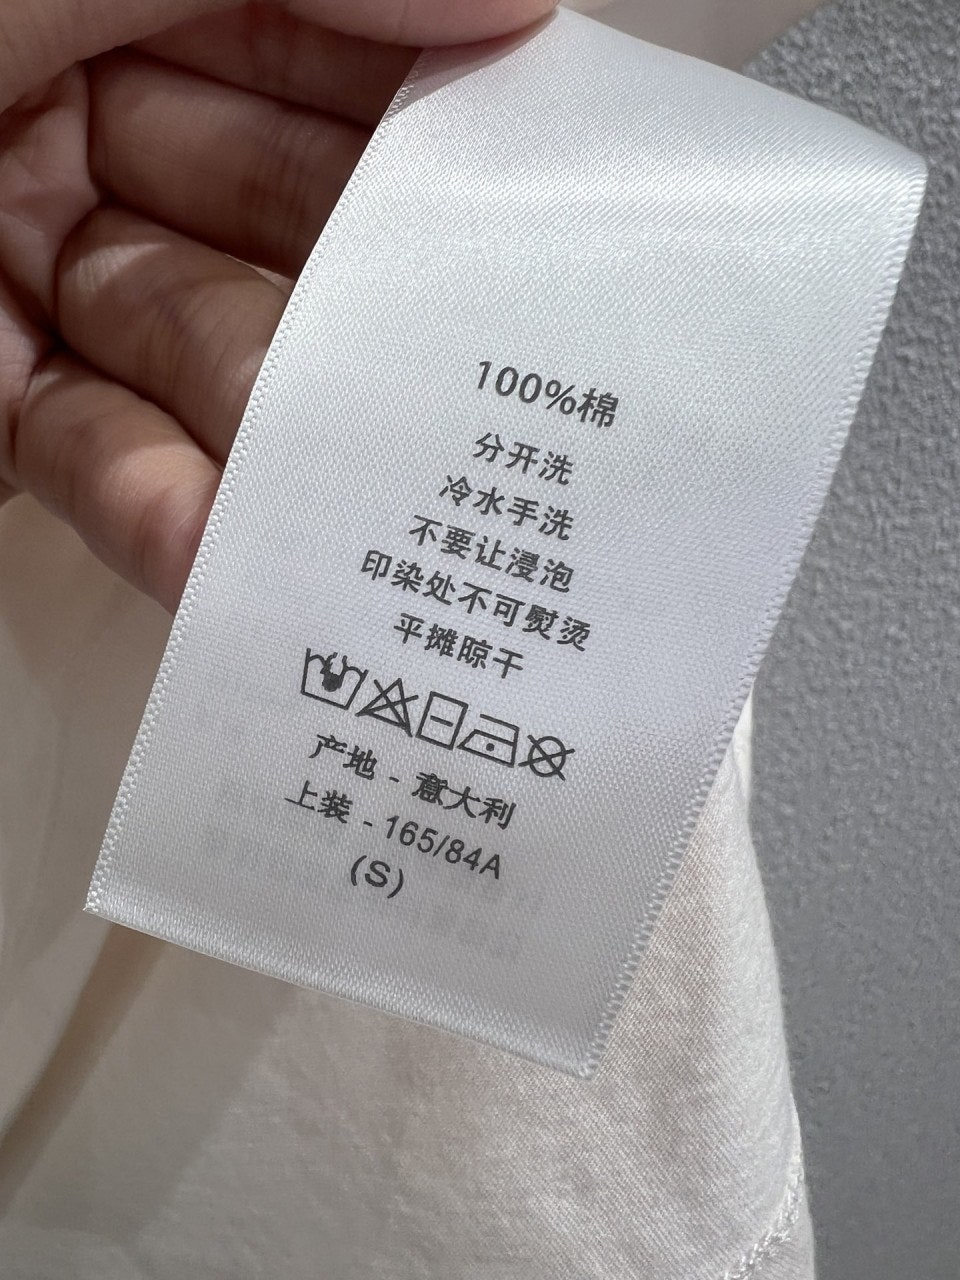 100%棉
分开洗
冷水手洗
不要让浸泡
印染处不可熨烫
平摊晾干
产地 - 意大利
上装 - 165/84A
(S)